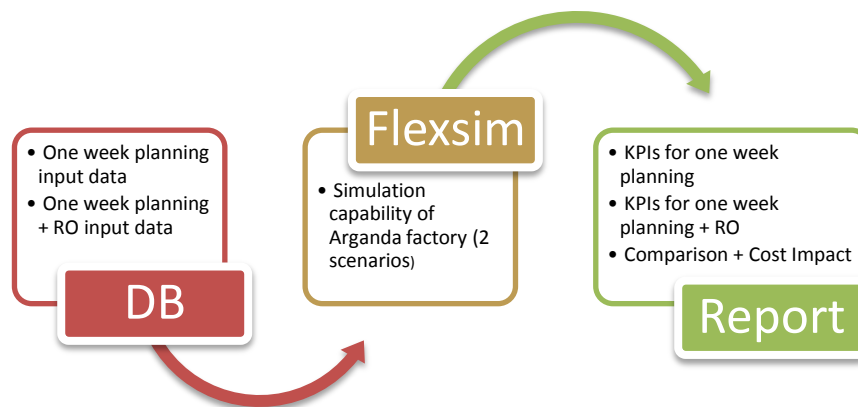 • One week planning
input data
• One week planning
+ RO input data
DB
Flexsim
• Simulation
capability of
Arganda factory (2
scenarios)
• KPIs for one week
planning
• KPIs for one week
planning + RO
• Comparison + Cost Impact
Report